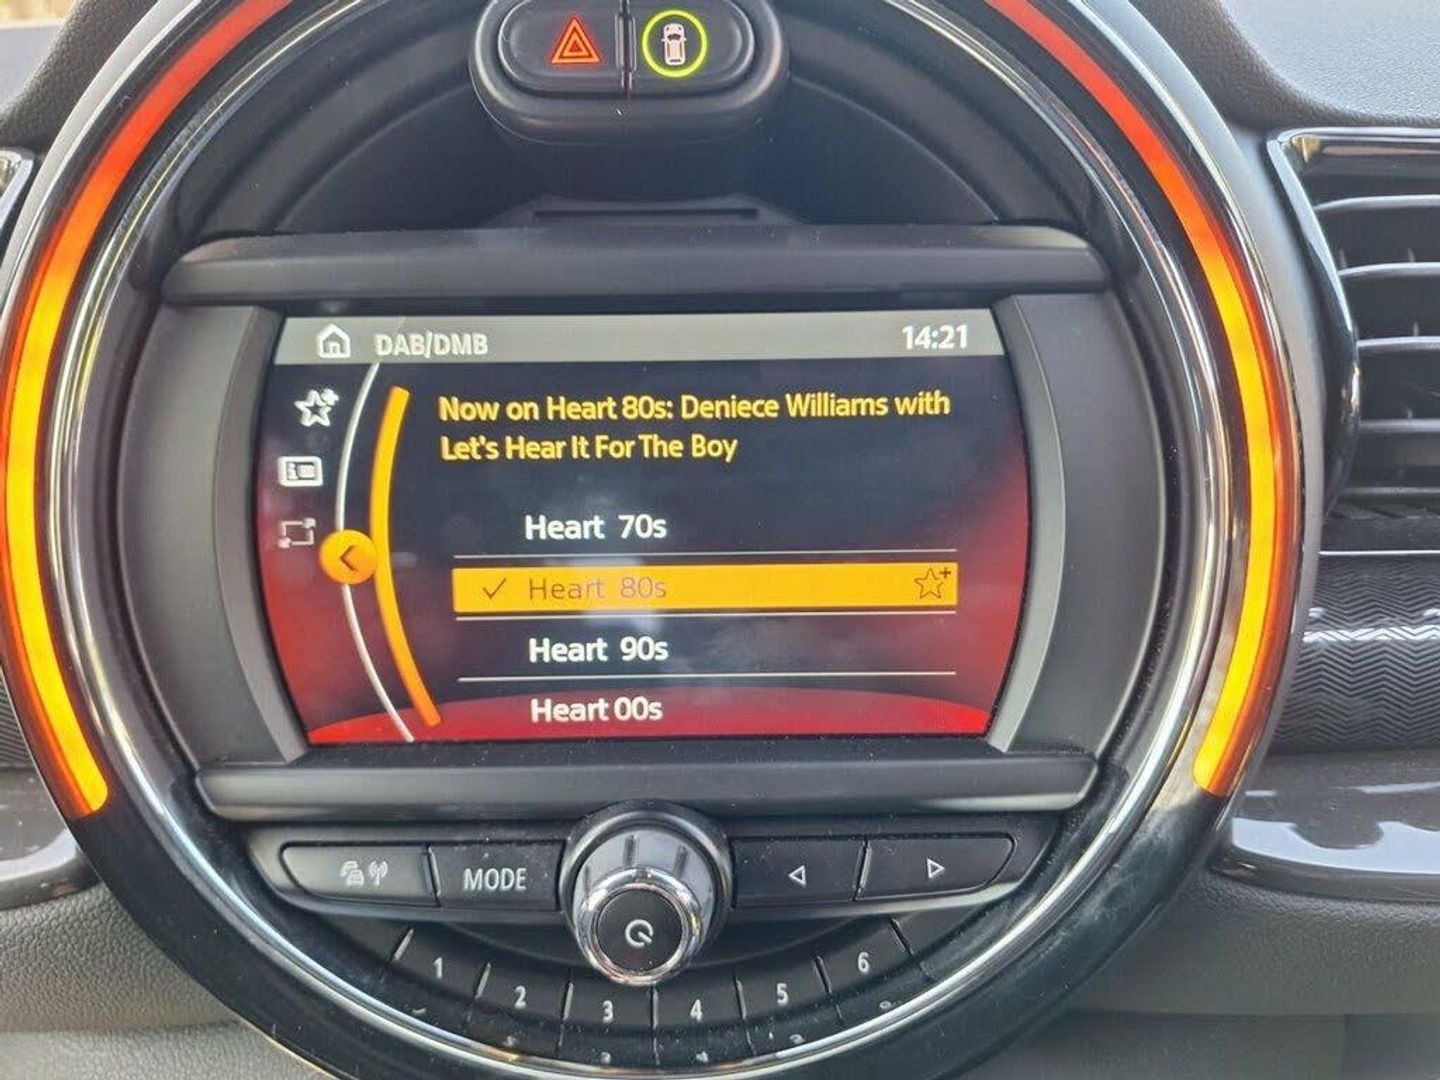 DAB/DMB 14:21
Now on Heart 80s: Deniece Williams with
Let's Hear It For The Boy
Heart 70s
Heart 80s
Heart 90s
Heart 00s
MODE
1 2 3 4 5 6